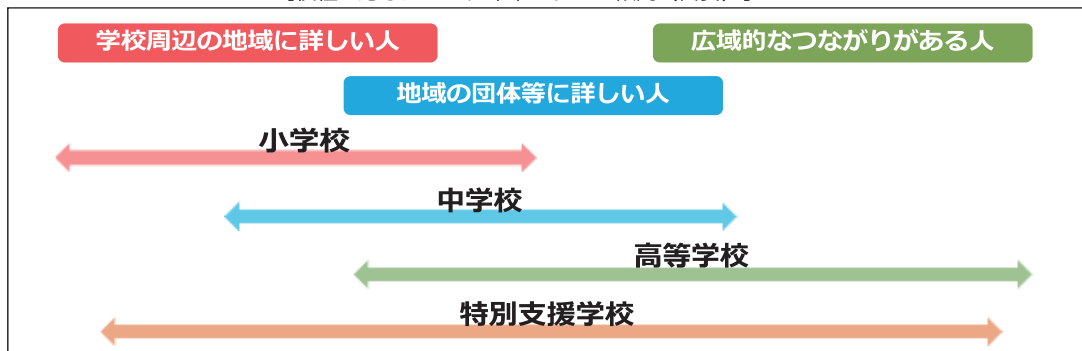 学校周辺の地域に詳しい人
広域的なつながりがある人
地域の団体等に詳しい人
小学校
中学校
高等学校
特別支援学校